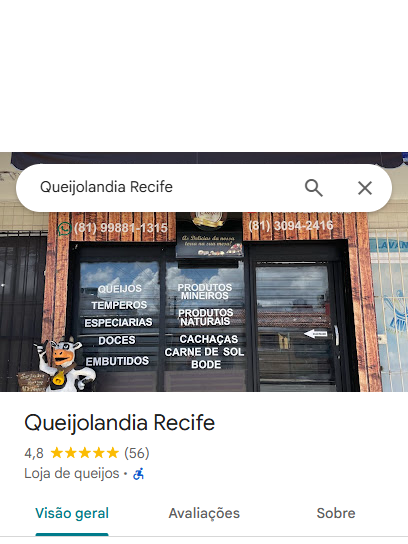 Queijolandia Recife
(81) 99881-1315
(81) 3094-2416
As Delícias da nossa
terra na sua mesa!
QUEIJOS
TEMPEROS
ESPECIARIAS
DOCES
EMBUTIDOS
PRODUTOS
MINEIROS
PRODUTOS
NATURAIS
CACHAÇAS
CARNE DE SOL
BODE
Queijolandia Recife
4,8 ★★★★★ (56)
Loja de queijos •
Visão geral
Avaliações
Sobre